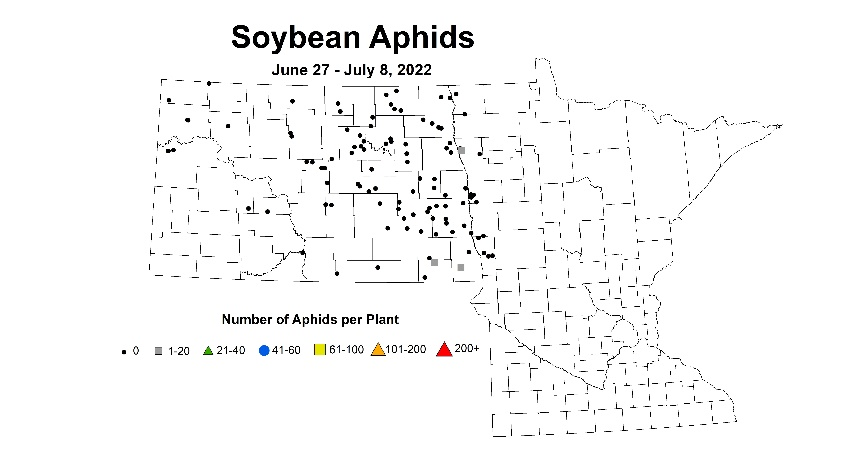 Soybean Aphids
June 27 - July 8, 2022
Number of Aphids per Plant
0 1-20 21-40 41-60 61-100 101-200 200+